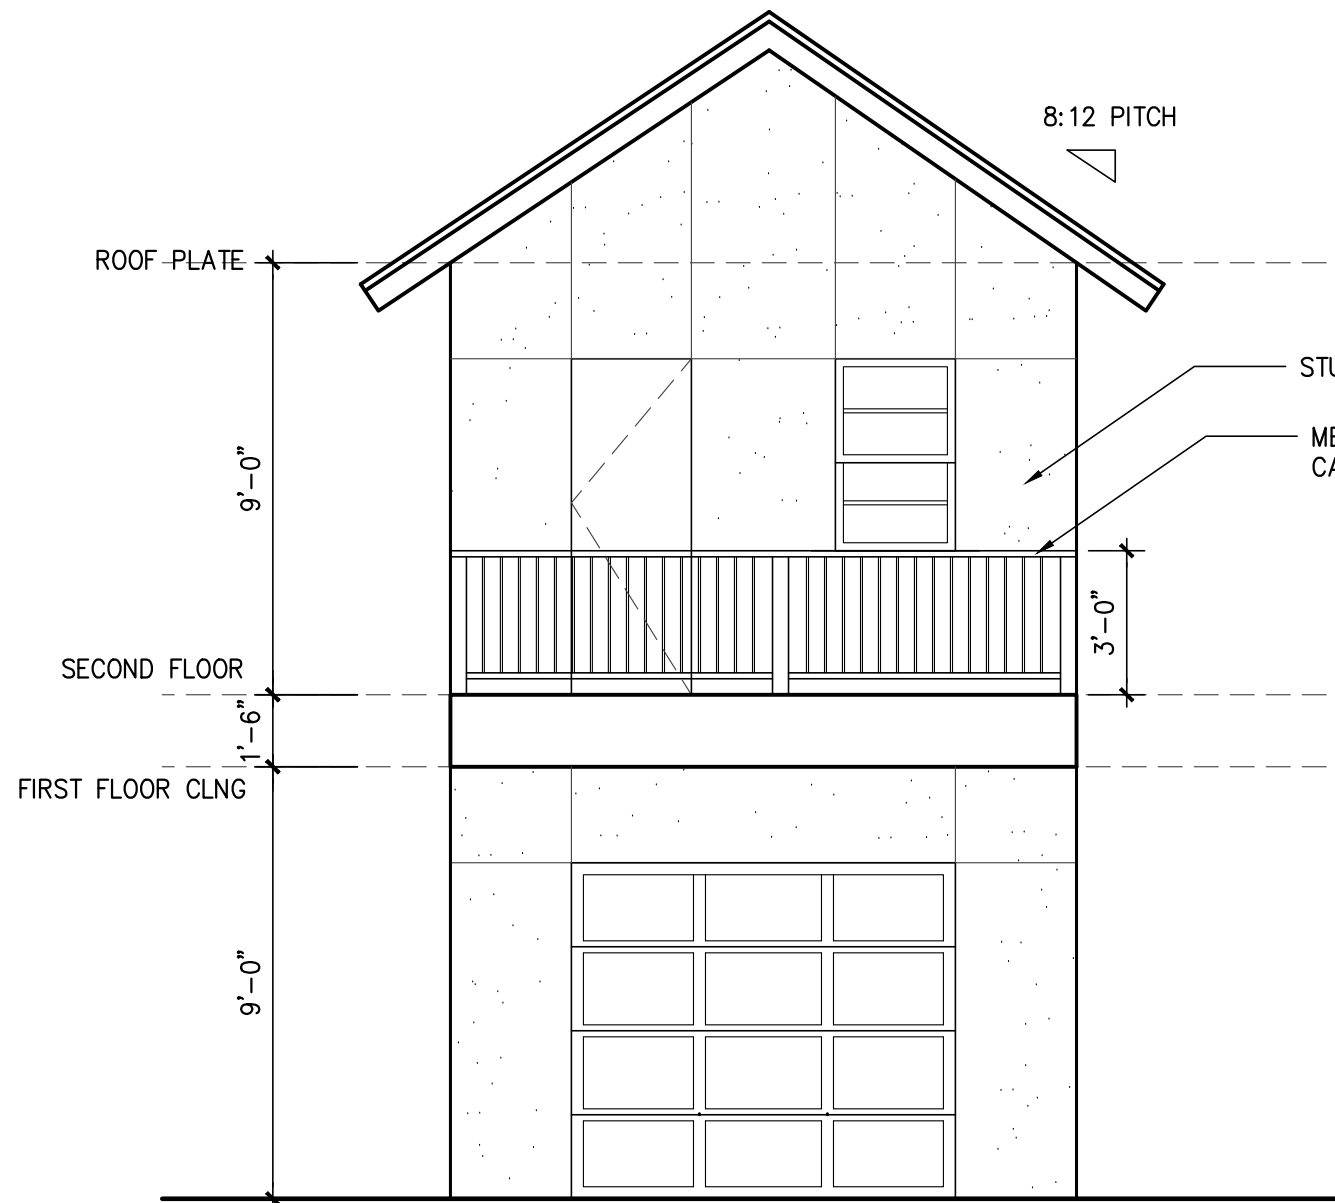 8:12 PITCH
ROOF PLATE
STU
ME
CA
9'-0"
3'-0"
SECOND FLOOR
1'-6"
FIRST FLOOR CLNG
9'-0"